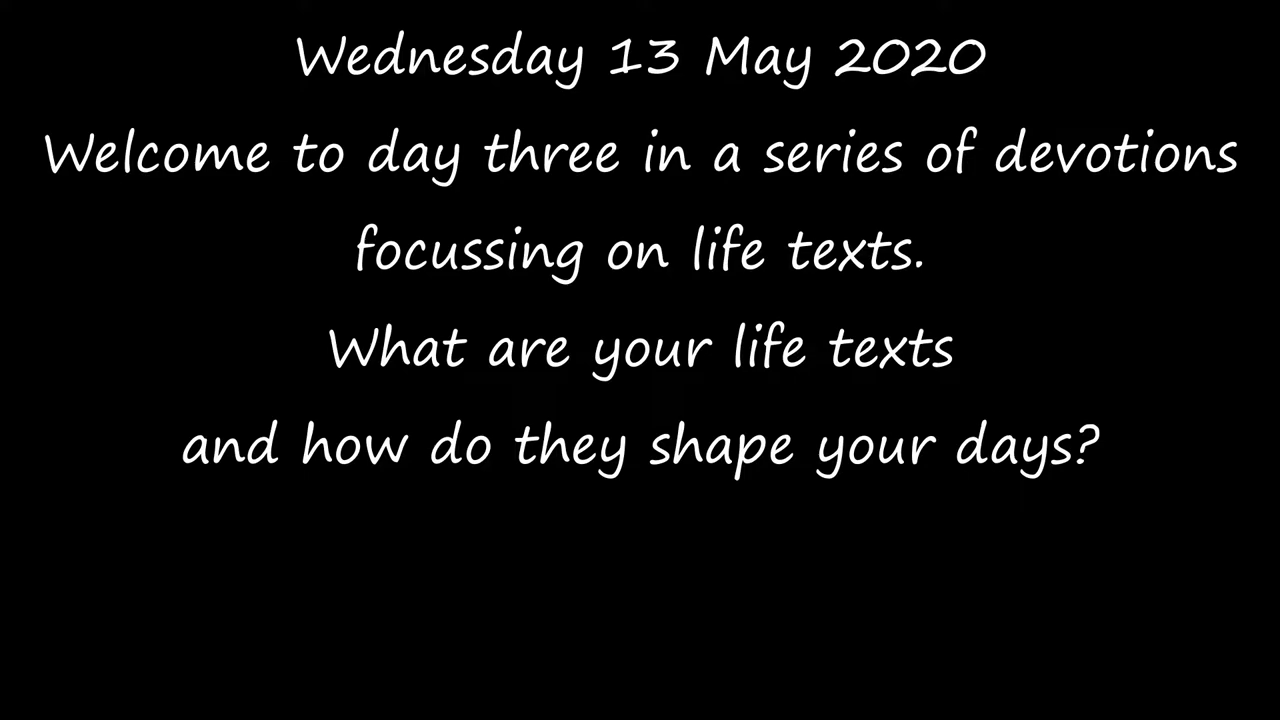 Wednesday 13 May 2020
Welcome to day three in a series of devotions
focussing on life texts.
What are your life texts
and how do they shape your days?